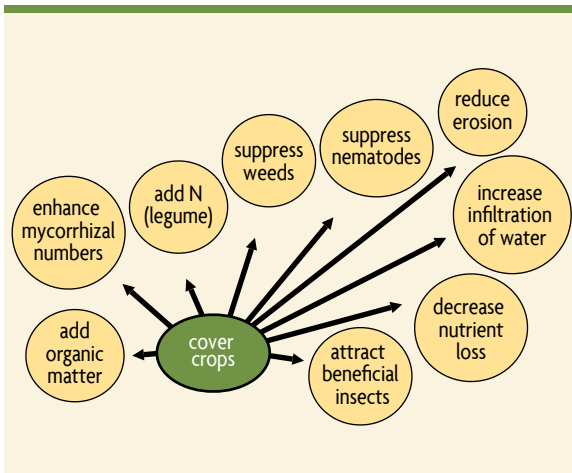 reduce
erosion
suppress
nematodes
suppress
weeds
add N
(legume)
increase
infiltration
of water
enhance
mycorrhizal
numbers
decrease
nutrient
loss
cover
crops
add
organic
matter
attract
beneficial
insects